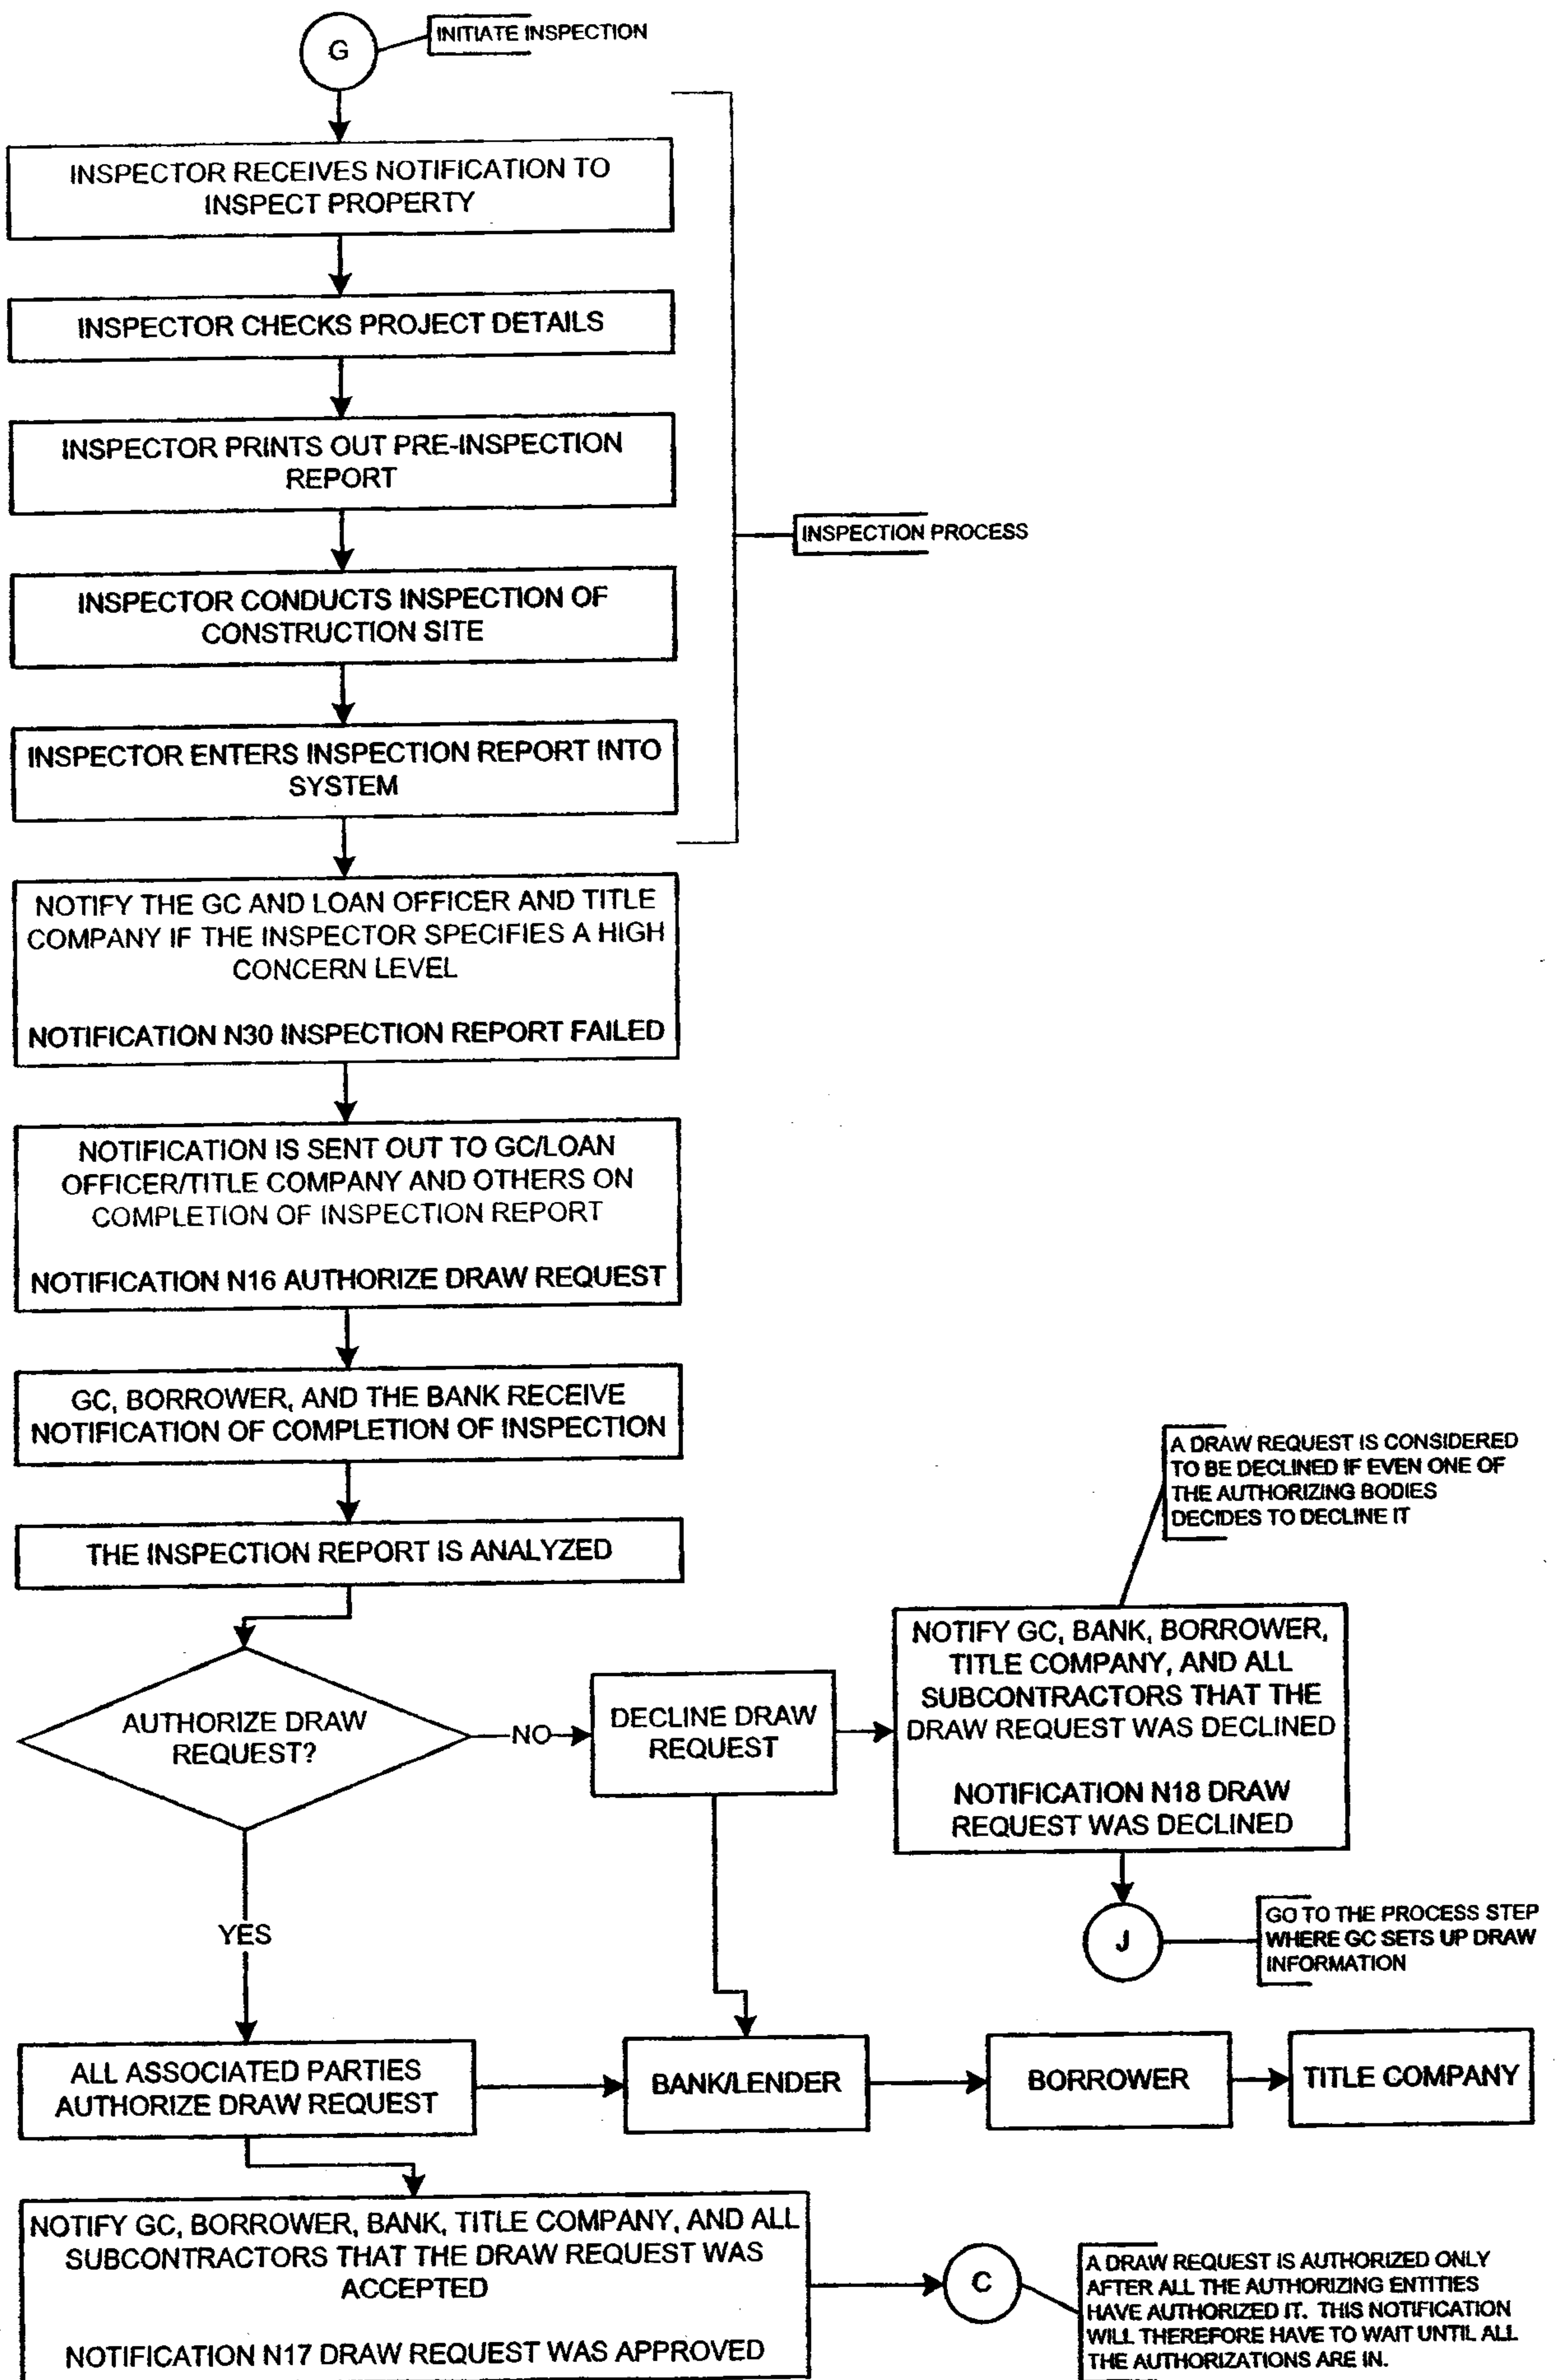 G
INITIATE INSPECTION
INSPECTOR RECEIVES NOTIFICATION TO
INSPECT PROPERTY
INSPECTOR CHECKS PROJECT DETAILS
INSPECTOR PRINTS OUT PRE-INSPECTION
REPORT
INSPECTION PROCESS
INSPECTOR CONDUCTS INSPECTION OF
CONSTRUCTION SITE
INSPECTOR ENTERS INSPECTION REPORT INTO
SYSTEM
NOTIFY THE GC AND LOAN OFFICER AND TITLE
COMPANY IF THE INSPECTOR SPECIFIES A HIGH
CONCERN LEVEL
NOTIFICATION N30 INSPECTION REPORT FAILED
NOTIFICATION IS SENT OUT TO GC/LOAN
OFFICER/TITLE COMPANY AND OTHERS ON
COMPLETION OF INSPECTION REPORT
NOTIFICATION N16 AUTHORIZE DRAW REQUEST
GC, BORROWER, AND THE BANK RECEIVE
NOTIFICATION OF COMPLETION OF INSPECTION
THE INSPECTION REPORT IS ANALYZED
A DRAW REQUEST IS CONSIDERED
TO BE DECLINED IF EVEN ONE OF
THE AUTHORIZING BODIES
DECIDES TO DECLINE IT
AUTHORIZE DRAW
REQUEST?
NO
DECLINE DRAW
REQUEST
NOTIFY GC, BANK, BORROWER,
TITLE COMPANY, AND ALL
SUBCONTRACTORS THAT THE
DRAW REQUEST WAS DECLINED
NOTIFICATION N18 DRAW
REQUEST WAS DECLINED
YES
J
GO TO THE PROCESS STEP
WHERE GC SETS UP DRAW
INFORMATION
ALL ASSOCIATED PARTIES
AUTHORIZE DRAW REQUEST
BANK/LENDER
BORROWER
TITLE COMPANY
NOTIFY GC, BORROWER, BANK, TITLE COMPANY, AND ALL
SUBCONTRACTORS THAT THE DRAW REQUEST WAS
ACCEPTED
NOTIFICATION N17 DRAW REQUEST WAS APPROVED
C
A DRAW REQUEST IS AUTHORIZED ONLY
AFTER ALL THE AUTHORIZING ENTITIES
HAVE AUTHORIZED IT. THIS NOTIFICATION
WILL THEREFORE HAVE TO WAIT UNTIL ALL
THE AUTHORIZATIONS ARE IN.